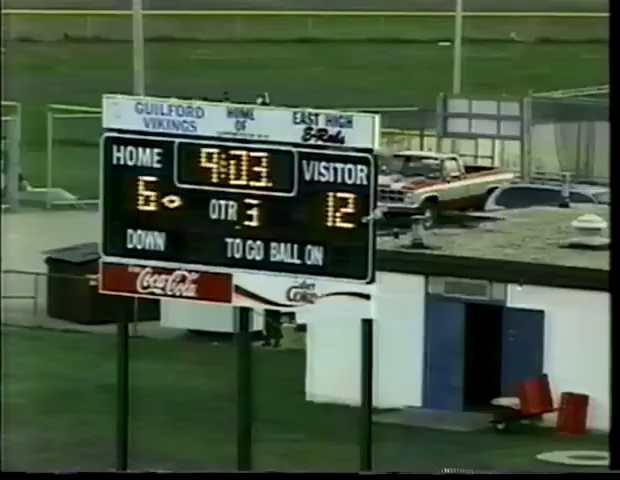 GUILFORD
VIKINGS
HOME
OF
EAST HIGH
E-Rabs
HOME
9:03
VISITOR
6
QTR 3
12
DOWN
TO GO
BALL ON
Coca-Cola
Coke